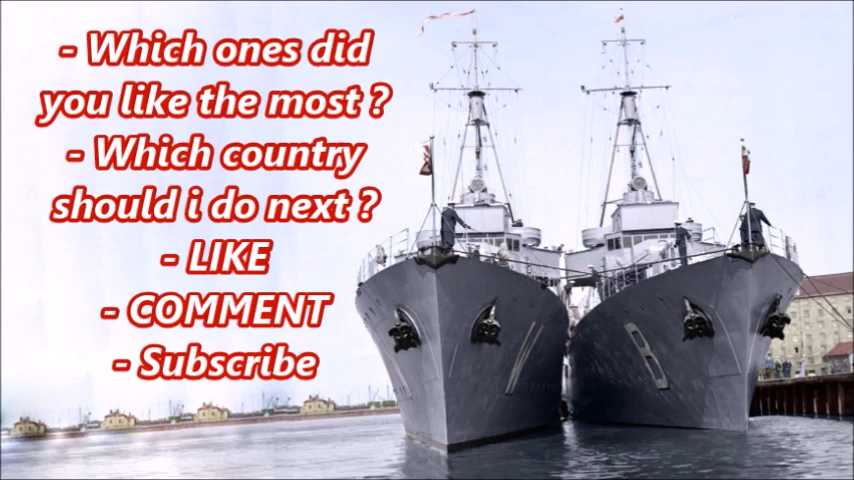 - Which ones did
you like the most ?
- Which country
should i do next ?
- LIKE
- COMMENT
- Subscribe